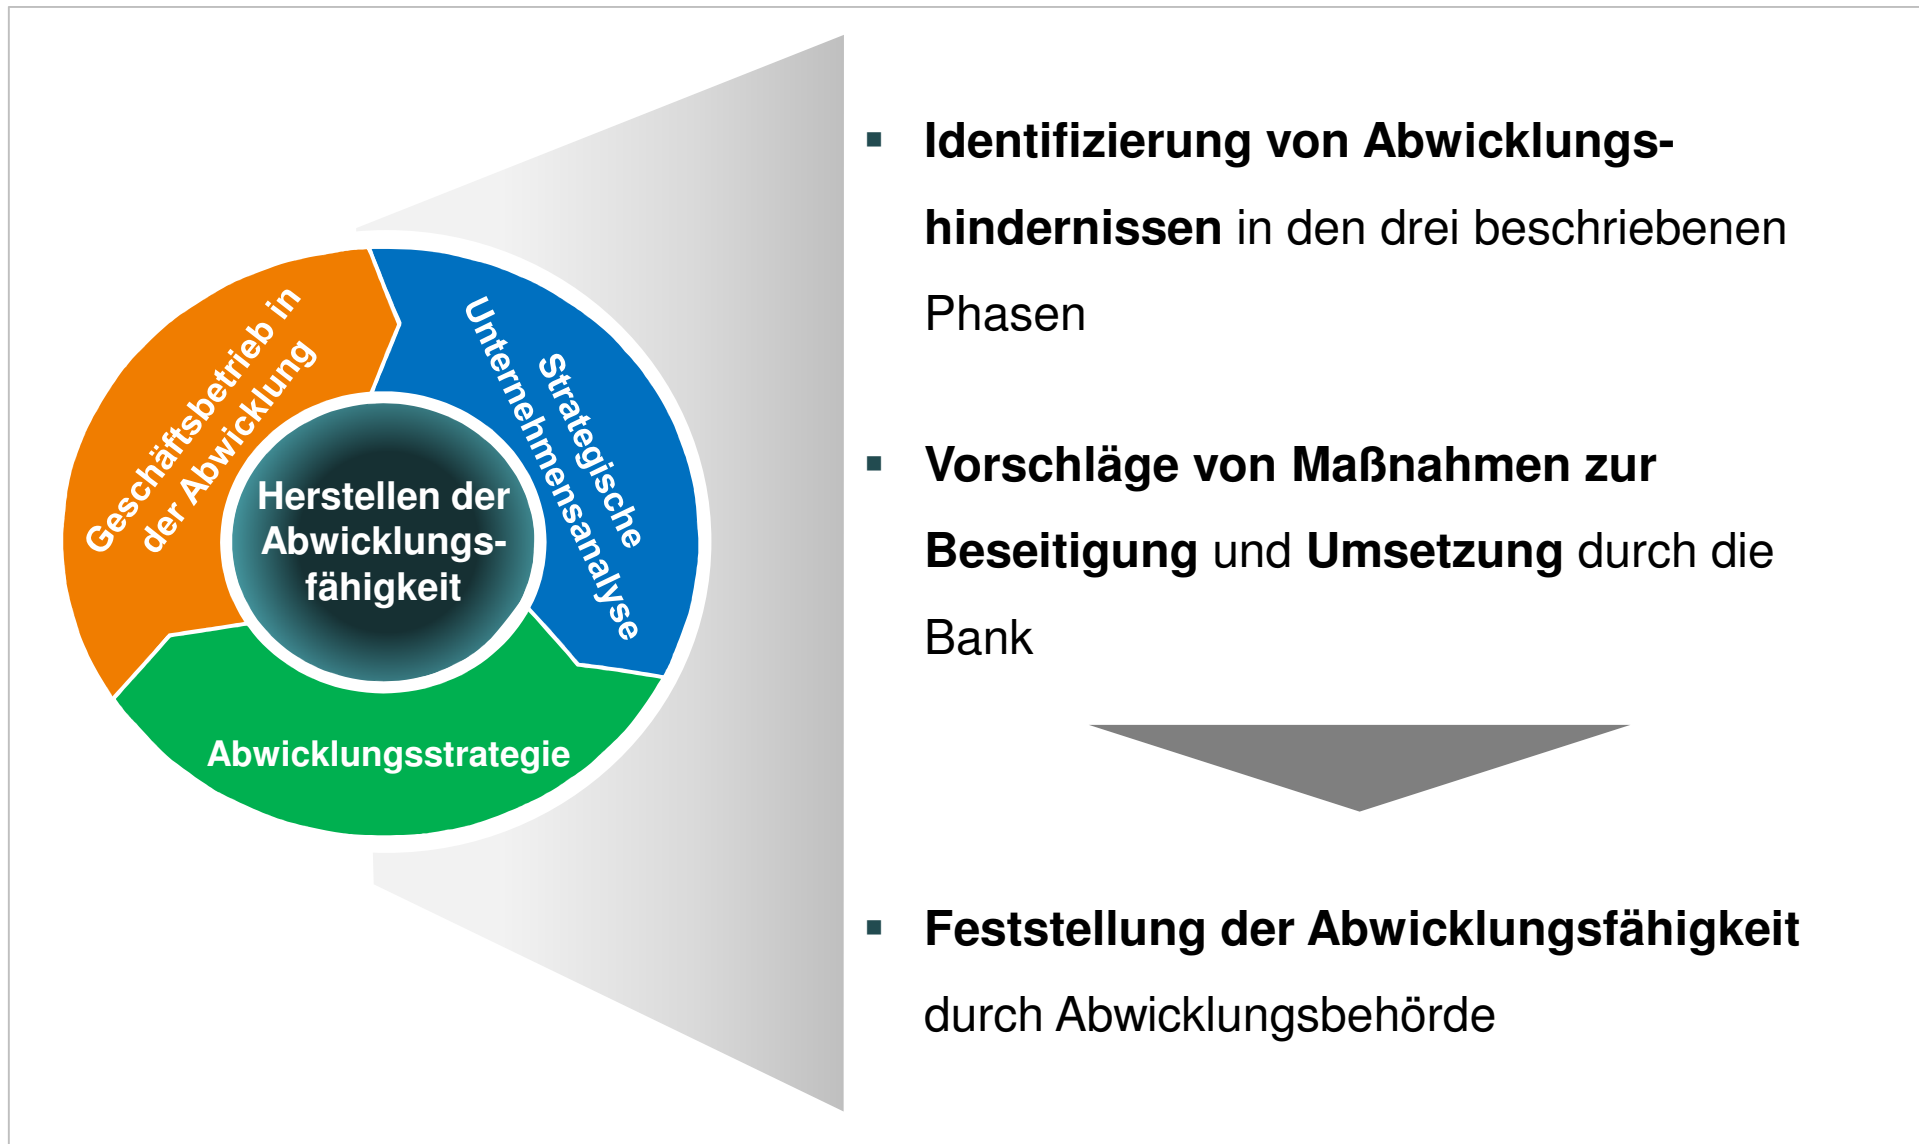 Geschäftsbetrieb in
der Abwicklung
Strategische
Unternehmensanalyse
Herstellen der
Abwicklungs-
fähigkeit
Abwicklungsstrategie
▪ Identifizierung von Abwicklungs-
hindernissen in den drei beschriebenen
Phasen
▪ Vorschläge von Maßnahmen zur
Beseitigung und Umsetzung durch die
Bank
▪ Feststellung der Abwicklungsfähigkeit
durch Abwicklungsbehörde